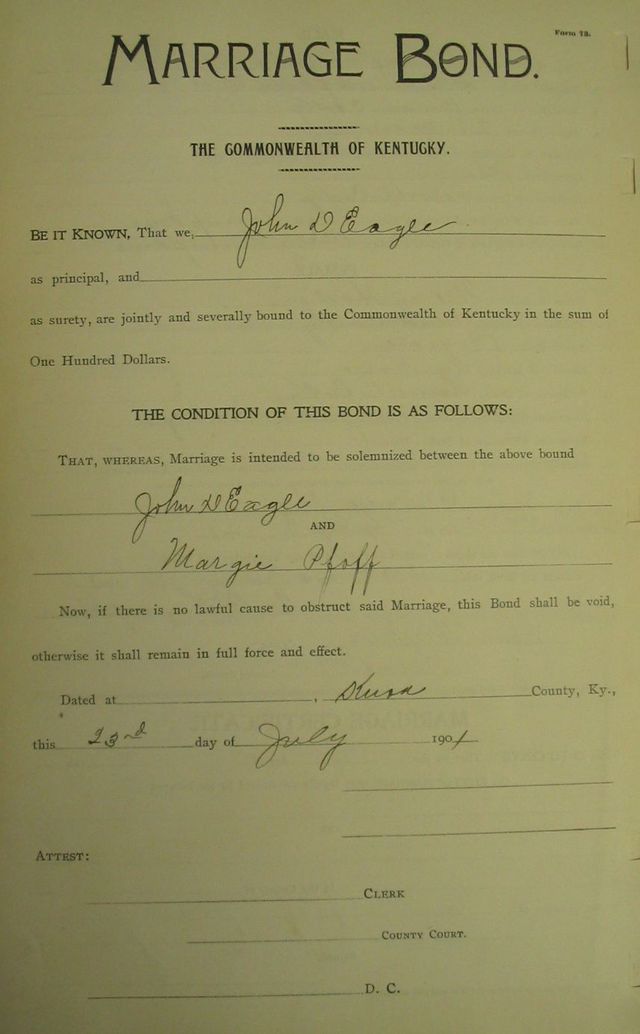 Form 73.
MARRIAGE BOND.
THE COMMONWEALTH OF KENTUCKY.
BE IT KNOWN, That we, John D Eagle
as principal, and
as surety, are jointly and severally bound to the Commonwealth of Kentucky in the sum of
One Hundred Dollars.
THE CONDITION OF THIS BOND IS AS FOLLOWS:
THAT, WHEREAS, Marriage is intended to be solemnized between the above bound
John D Eagle
AND
Margie Pfoff
Now, if there is no lawful cause to obstruct said Marriage, this Bond shall be void,
otherwise it shall remain in full force and effect.
Dated at , County, Ky.,
this 23rd day of July 1901
ATTEST:
CLERK
COUNTY COURT.
D. C.